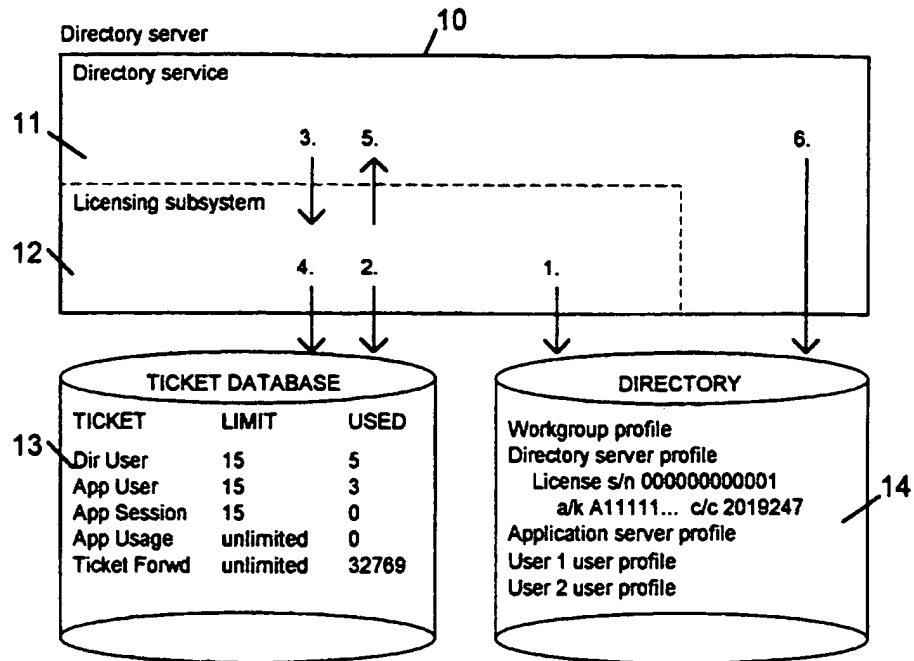 10
Directory server
Directory service
11
3. 5. 6.
Licensing subsystem
12
4. 2. 1.
TICKET DATABASE
TICKET LIMIT USED
13
Dir User 15 5
App User 15 3
App Session 15 0
App Usage unlimited 0
Ticket Forwd unlimited 32769
DIRECTORY
Workgroup profile
Directory server profile
License s/n 000000000001
a/k A11111... c/c 2019247
14
Application server profile
User 1 user profile
User 2 user profile